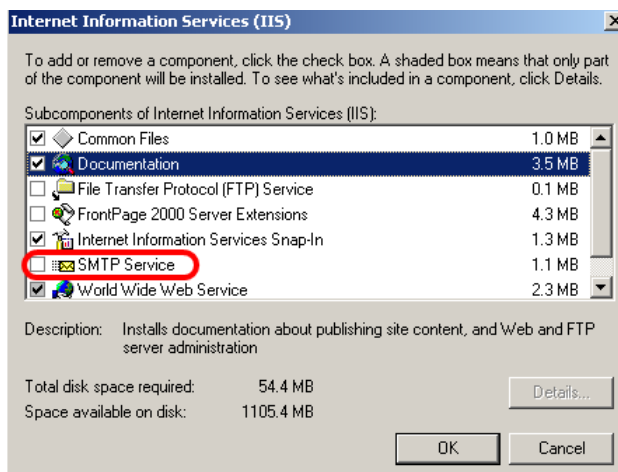 Internet Information Services (IIS)
To add or remove a component, click the check box. A shaded box means that only part
of the component will be installed. To see what's included in a component, click Details.
Subcomponents of Internet Information Services (IIS):
Common Files 1.0 MB
Documentation 3.5 MB
File Transfer Protocol (FTP) Service 0.1 MB
FrontPage 2000 Server Extensions 4.3 MB
Internet Information Services Snap-In 1.3 MB
SMTP Service 1.1 MB
World Wide Web Service 2.3 MB
Description: Installs documentation about publishing site content, and Web and FTP
server administration
Total disk space required: 54.4 MB
Space available on disk: 1105.4 MB
Details...
OK Cancel